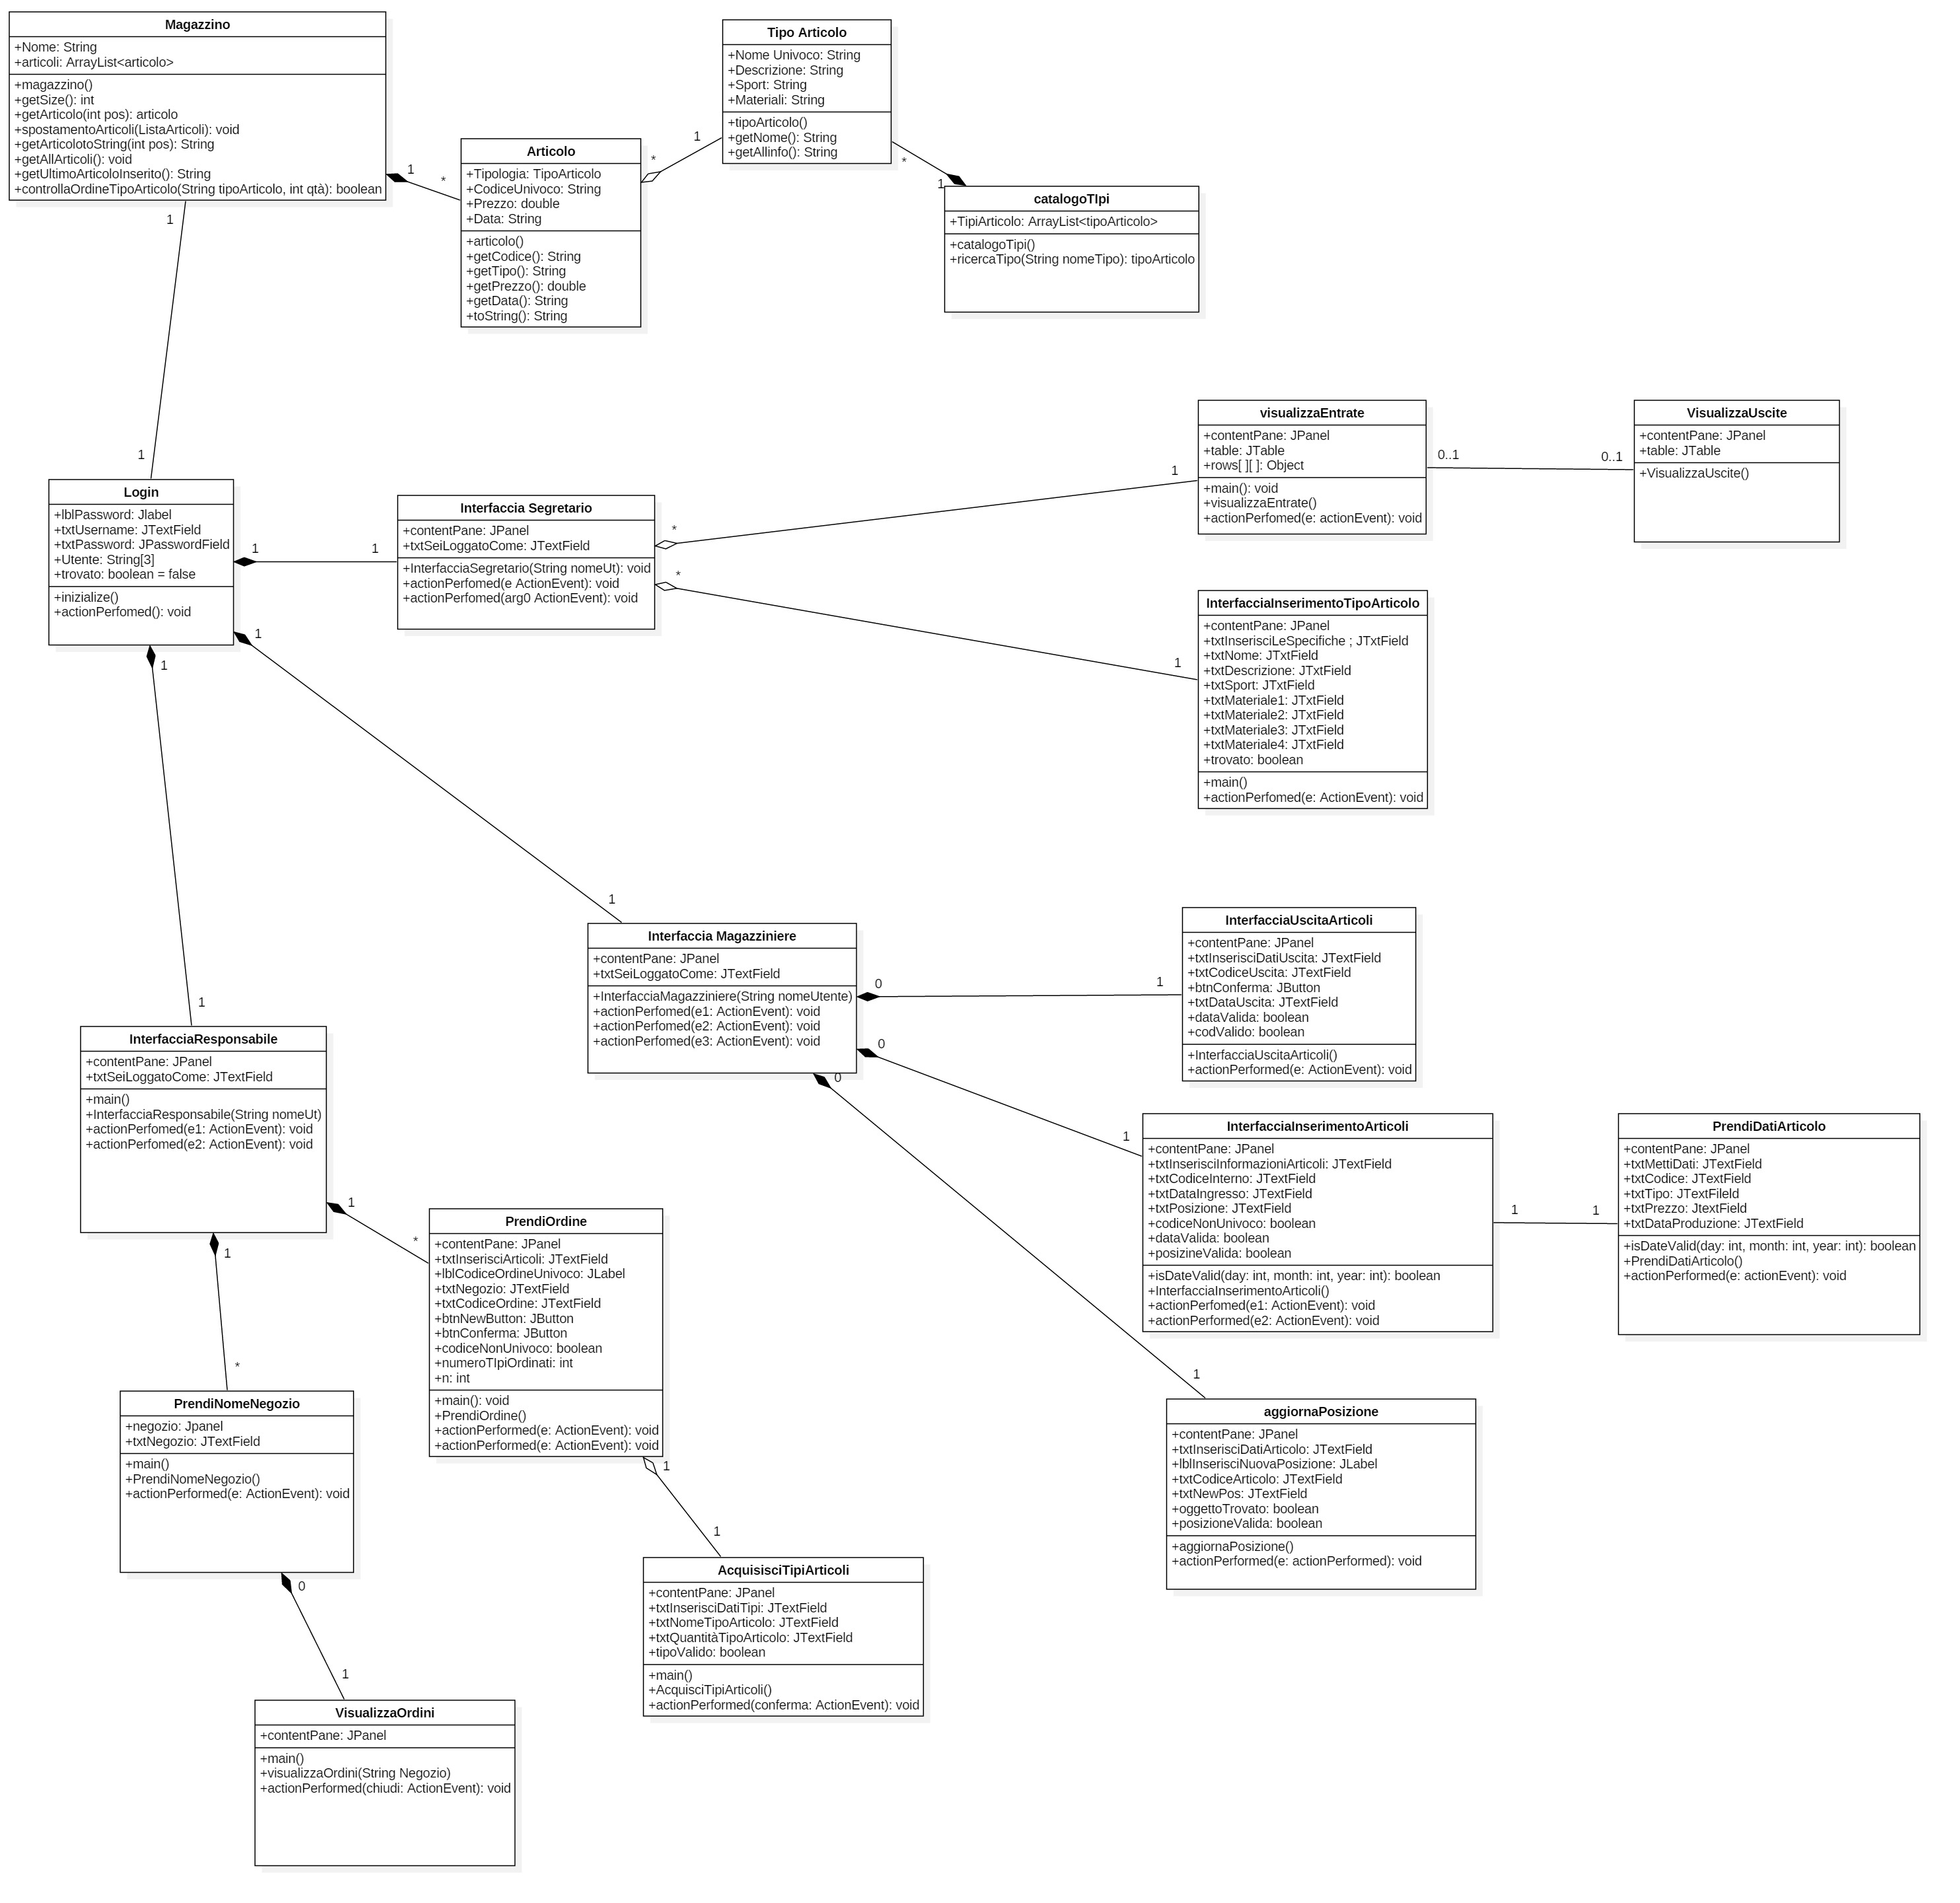 Magazzino
+Nome: String
+articoli: ArrayList<articolo>
+magazzino()
+getSize(): int
+getArticolo(int pos): articolo
+spostamentoArticoli(ListaArticoli): void
+getArticolotoString(int pos): String
+getAllArticoli(): void
+getUltimoArticoloInserito(): String
+controllaOrdineTipoArticolo(String tipoArticolo, int qtà): boolean
1
*
1
1
Articolo
+Tipologia: TipoArticolo
+CodiceUnivoco: String
+Prezzo: double
+Data: String
+articolo()
+getCodice(): String
+getTipo(): String
+getPrezzo(): double
+getData(): String
+toString(): String
*
1
Tipo Articolo
+Nome Univoco: String
+Descrizione: String
+Sport: String
+Materiali: String
+tipoArticolo()
+getNome(): String
+getAllinfo(): String
*
1
catalogoTIpi
+TipiArticolo: ArrayList<tipoArticolo>
+catalogoTipi()
+ricercaTipo(String nomeTipo): tipoArticolo
Login
+lblPassword: Jlabel
+txtUsername: JTextField
+txtPassword: JPasswordField
+Utente: String[3]
+trovato: boolean = false
+inizialize()
+actionPerfomed(): void
1
1
1
1
1
1
Interfaccia Segretario
+contentPane: JPanel
+txtSeiLoggatoCome: JTextField
+InterfacciaSegretario(String nomeUt): void
+actionPerfomed(e ActionEvent): void
+actionPerfomed(arg0 ActionEvent): void
*
1
*
1
visualizzaEntrate
+contentPane: JPanel
+table: JTable
+rows[ ][ ]: Object
+main(): void
+visualizzaEntrate()
+actionPerfomed(e: actionEvent): void
0..1
0..1
VisualizzaUscite
+contentPane: JPanel
+table: JTable
+VisualizzaUscite()
InterfacciaInserimentoTipoArticolo
+contentPane: JPanel
+txtInserisciLeSpecifiche ; JTxtField
+txtNome: JTxtField
+txtDescrizione: JTxtField
+txtSport: JTxtField
+txtMateriale1: JTxtField
+txtMateriale2: JTxtField
+txtMateriale3: JTxtField
+txtMateriale4: JTxtField
+trovato: boolean
+main()
+actionPerfomed(e: ActionEvent): void
Interfaccia Magazziniere
+contentPane: JPanel
+txtSeiLoggatoCome: JTextField
+InterfacciaMagazziniere(String nomeUtente)
+actionPerfomed(e1: ActionEvent): void
+actionPerfomed(e2: ActionEvent): void
+actionPerfomed(e3: ActionEvent): void
0
1
0
1
0
1
InterfacciaUscitaArticoli
+contentPane: JPanel
+txtInserisciDatiUscita: JTextField
+txtCodiceUscita: JTextField
+btnConferma: JButton
+txtDataUscita: JTextField
+dataValida: boolean
+codValido: boolean
+InterfacciaUscitaArticoli()
+actionPerformed(e: ActionEvent): void
InterfacciaInserimentoArticoli
+contentPane: JPanel
+txtInserisciInformazioniArticoli: JTextField
+txtCodiceInterno: JTextField
+txtDataIngresso: JTextField
+txtPosizione: JTextField
+codiceNonUnivoco: boolean
+dataValida: boolean
+posizineValida: boolean
+isDateValid(day: int, month: int, year: int): boolean
+InterfacciaInserimentoArticoli()
+actionPerfomed(e1: ActionEvent): void
+actionPerformed(e2: ActionEvent): void
1
1
PrendiDatiArticolo
+contentPane: JPanel
+txtMettiDati: JTextField
+txtCodice: JTextField
+txtTipo: JTextFileld
+txtPrezzo: JtextField
+txtDataProduzione: JTextField
+isDateValid(day: int, month: int, year: int): boolean
+PrendiDatiArticolo()
+actionPerformed(e: actionEvent): void
InterfacciaResponsabile
+contentPane: JPanel
+txtSeiLoggatoCome: JTextField
+main()
+InterfacciaResponsabile(String nomeUt)
+actionPerfomed(e1: ActionEvent): void
+actionPerfomed(e2: ActionEvent): void
1
*
1
*
PrendiOrdine
+contentPane: JPanel
+txtInserisciArticoli: JTextField
+lblCodiceOrdineUnivoco: JLabel
+txtNegozio: JTextField
+txtCodiceOrdine: JTextField
+btnNewButton: JButton
+btnConferma: JButton
+codiceNonUnivoco: boolean
+numeroTIpiOrdinati: int
+n: int
+main(): void
+PrendiOrdine()
+actionPerformed(e: ActionEvent): void
+actionPerformed(e: ActionEvent): void
1
1
PrendiNomeNegozio
+negozio: Jpanel
+txtNegozio: JTextField
+main()
+PrendiNomeNegozio()
+actionPerformed(e: ActionEvent): void
0
1
aggiornaPosizione
+contentPane: JPanel
+txtInserisciDatiArticolo: JTextField
+lblInserisciNuovaPosizione: JLabel
+txtCodiceArticolo: JTextField
+txtNewPos: JTextField
+oggettoTrovato: boolean
+posizioneValida: boolean
+aggiornaPosizione()
+actionPerformed(e: actionPerformed): void
AcquisisciTipiArticoli
+contentPane: JPanel
+txtInserisciDatiTipi: JTextField
+txtNomeTipoArticolo: JTextField
+txtQuantitàTipoArticolo: JTextField
+tipoValido: boolean
+main()
+AcquisciTipiArticoli()
+actionPerformed(conferma: ActionEvent): void
VisualizzaOrdini
+contentPane: JPanel
+main()
+visualizzaOrdini(String Negozio)
+actionPerformed(chiudi: ActionEvent): void